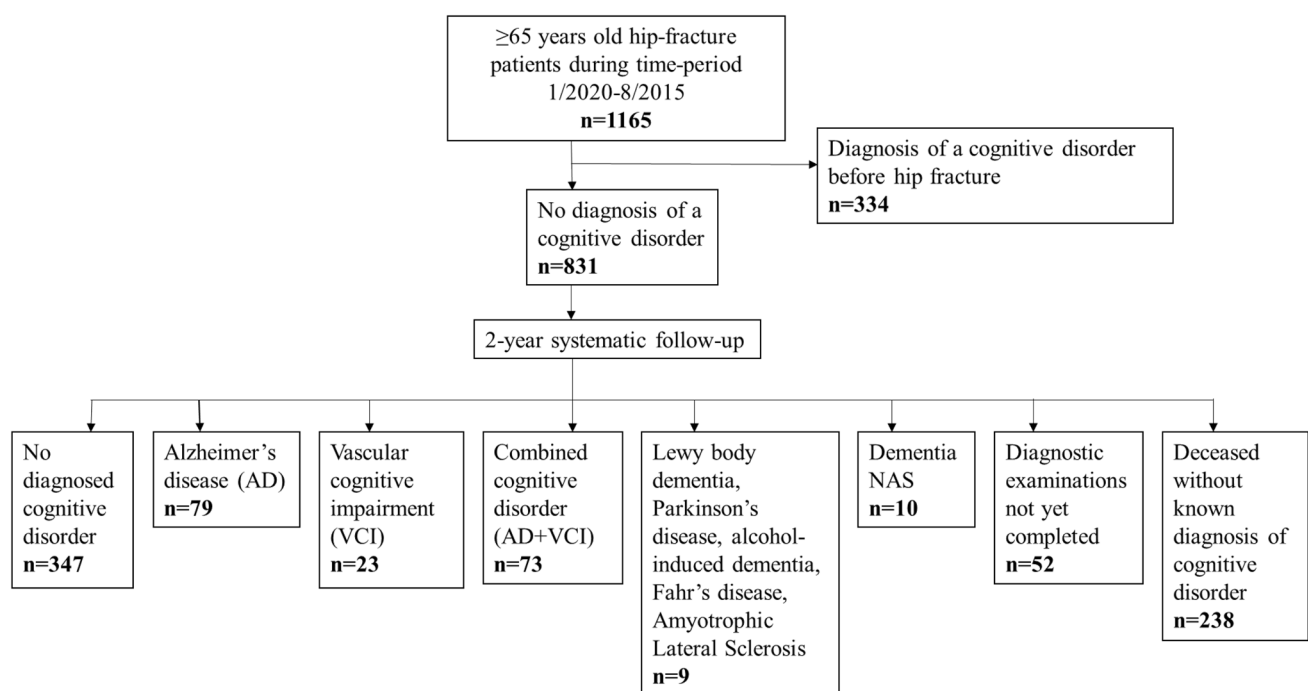 ≥65 years old hip-fracture
patients during time-period
1/2020-8/2015
n=1165
Diagnosis of a cognitive disorder
before hip fracture
n=334
No diagnosis of a
cognitive disorder
n=831
2-year systematic follow-up
No
diagnosed
cognitive
disorder
n=347
Alzheimer's
disease (AD)
n=79
Vascular
cognitive
impairment
(VCI)
n=23
Combined
cognitive
disorder
(AD+VCI)
n=73
Lewy body
dementia,
Parkinson's
disease, alcohol-
induced dementia,
Fahr's disease,
Amyotrophic
Lateral Sclerosis
n=9
Dementia
NAS
n=10
Diagnostic
examinations
not yet
completed
n=52
Deceased without
known
diagnosis of
cognitive
disorder
n=238